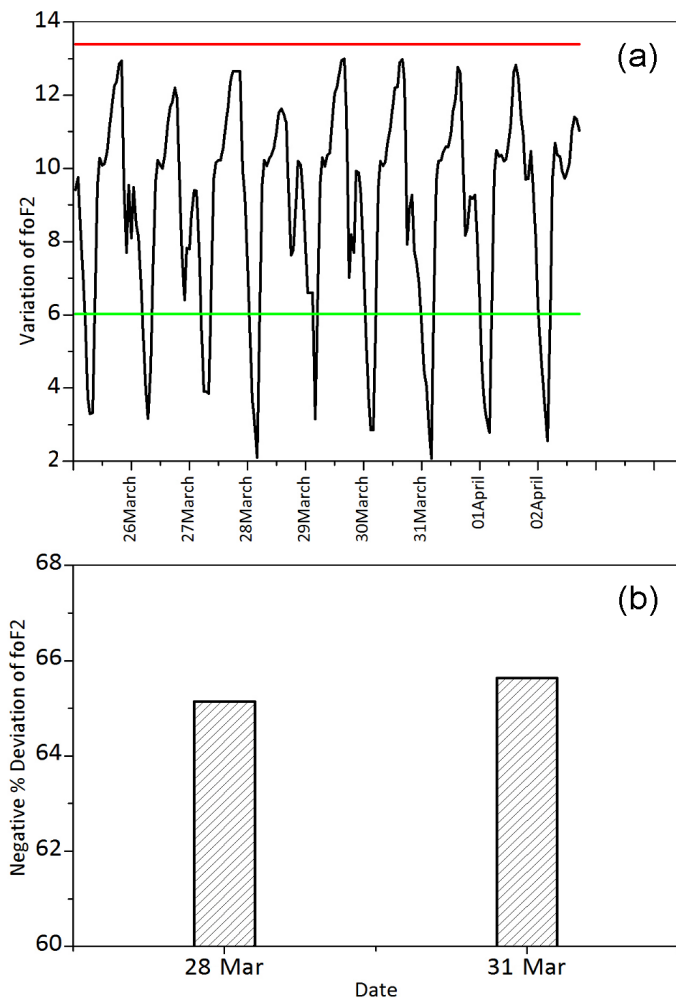 (a)
Variation of foF2
14
12
10
8
6
4
2
26March
27March
28March
29March
30March
31March
01April
02April
(b)
Negative % Deviation of foF2
68
66
64
62
60
28 Mar
31 Mar
Date